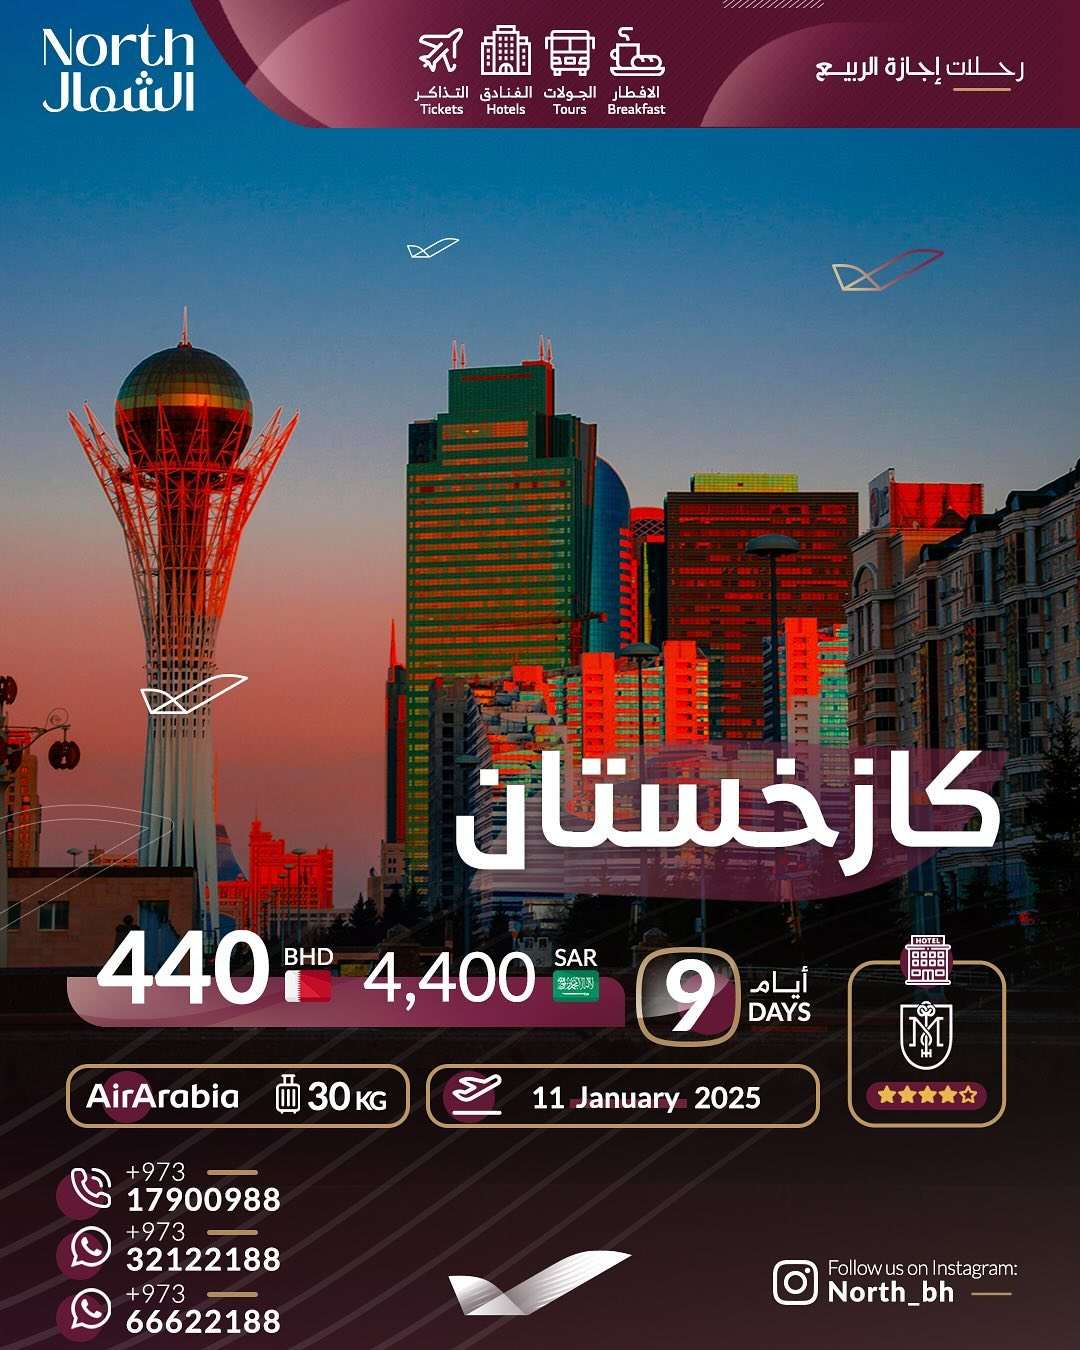 North
الشمال
التذاكر
Tickets
الفنادق
Hotels
الجولات
Tours
الافطار
Breakfast
رحلات إجازة الربيع
كازخستان
440 BHD
4,400 SAR
9 أيام
DAYS
HOTEL
AirArabia 30 KG
11 January 2025
+973
17900988
+973
32122188
+973
66622188
Follow us on Instagram:
North_bh